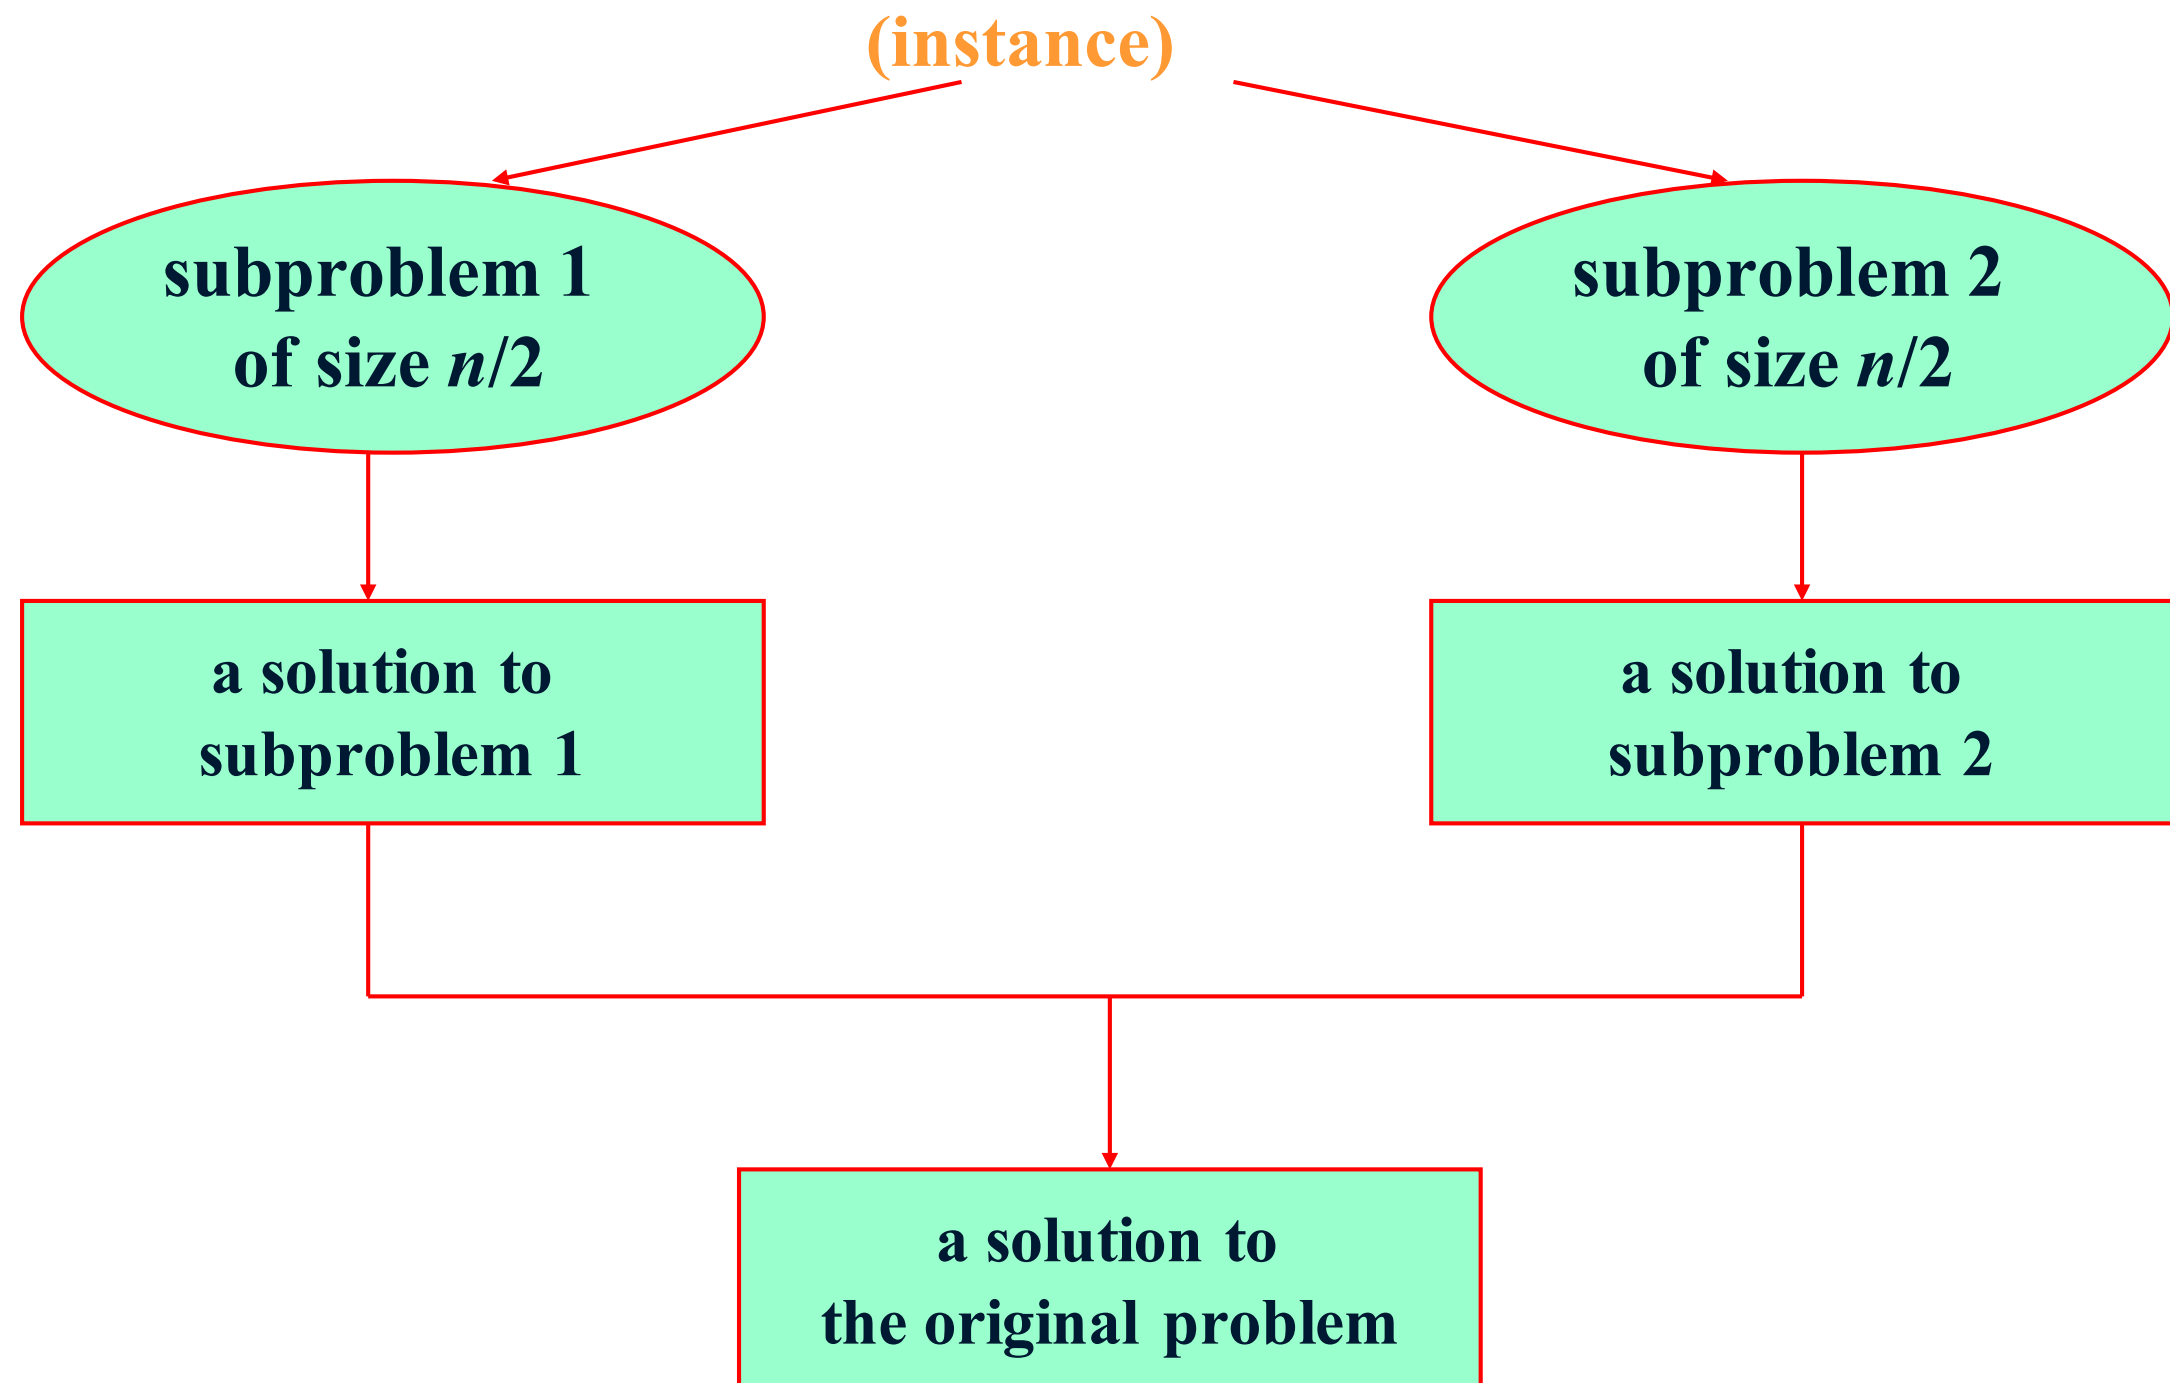 (instance)
subproblem 1
of size n/2
subproblem 2
of size n/2
a solution to
subproblem 1
a solution to
subproblem 2
a solution to
the original problem